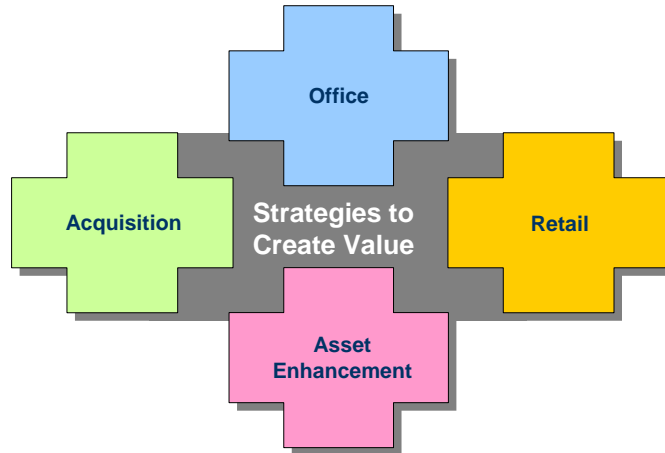 Office
Acquisition
Strategies to
Create Value
Retail
Asset
Enhancement